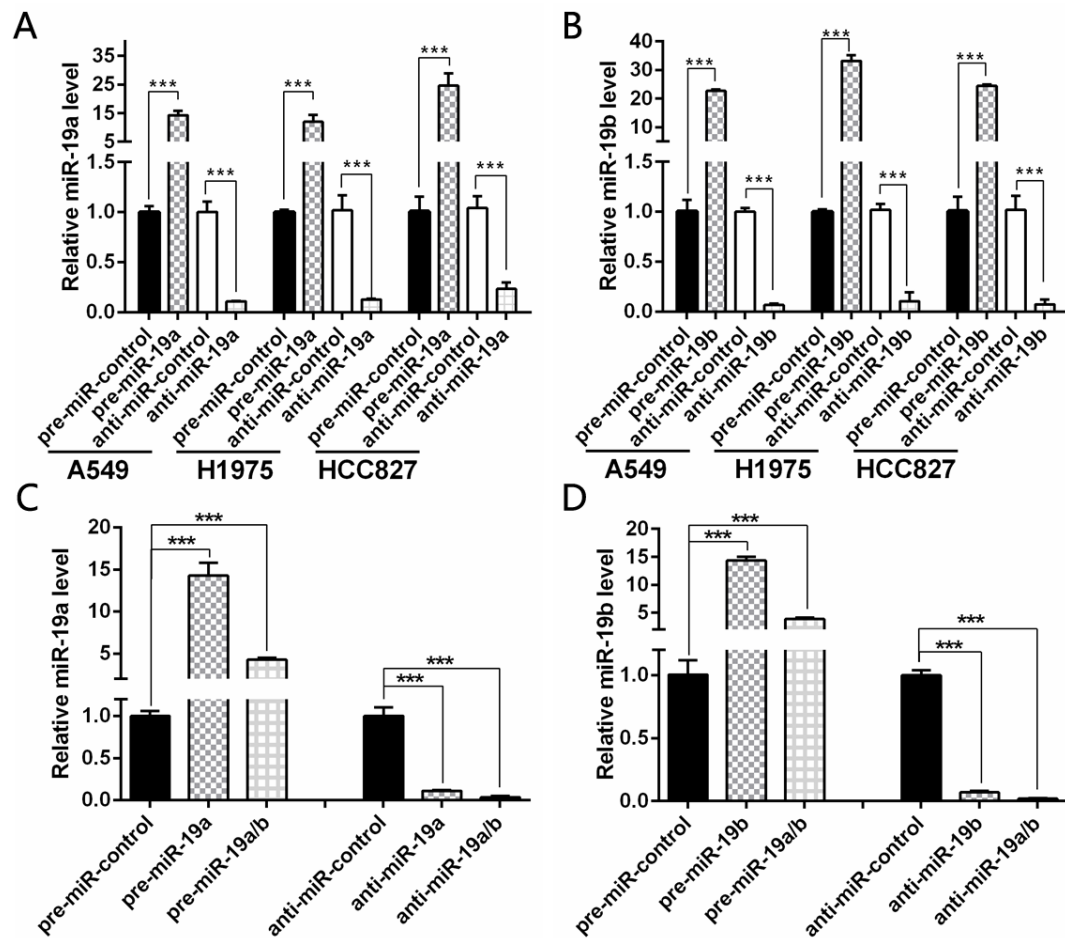 A
Relative miR-19a level
35
25
15
5
1.5
1.0
0.5
0.0
***
***
***
***
***
***
pre-miR-control
pre-miR-19a
anti-miR-control
anti-miR-19a
pre-miR-control
pre-miR-19a
anti-miR-control
anti-miR-19a
pre-miR-control
pre-miR-19a
anti-miR-control
anti-miR-19a
A549
H1975
HCC827
B
Relative miR-19b level
40
30
20
10
1.5
1.0
0.5
0.0
***
***
***
***
***
***
pre-miR-control
pre-miR-19b
anti-miR-control
anti-miR-19b
pre-miR-control
pre-miR-19b
anti-miR-control
anti-miR-19b
pre-miR-control
pre-miR-19b
anti-miR-control
anti-miR-19b
A549
H1975
HCC827
C
Relative miR-19a level
20
15
10
5
1.0
0.5
0.0
***
***
***
***
pre-miR-control
pre-miR-19a
pre-miR-19a/b
anti-miR-control
anti-miR-19a
anti-miR-19a/b
D
Relative miR-19b level
20
15
10
5
1.0
0.5
0.0
***
***
***
***
pre-miR-control
pre-miR-19b
pre-miR-19a/b
anti-miR-control
anti-miR-19b
anti-miR-19a/b